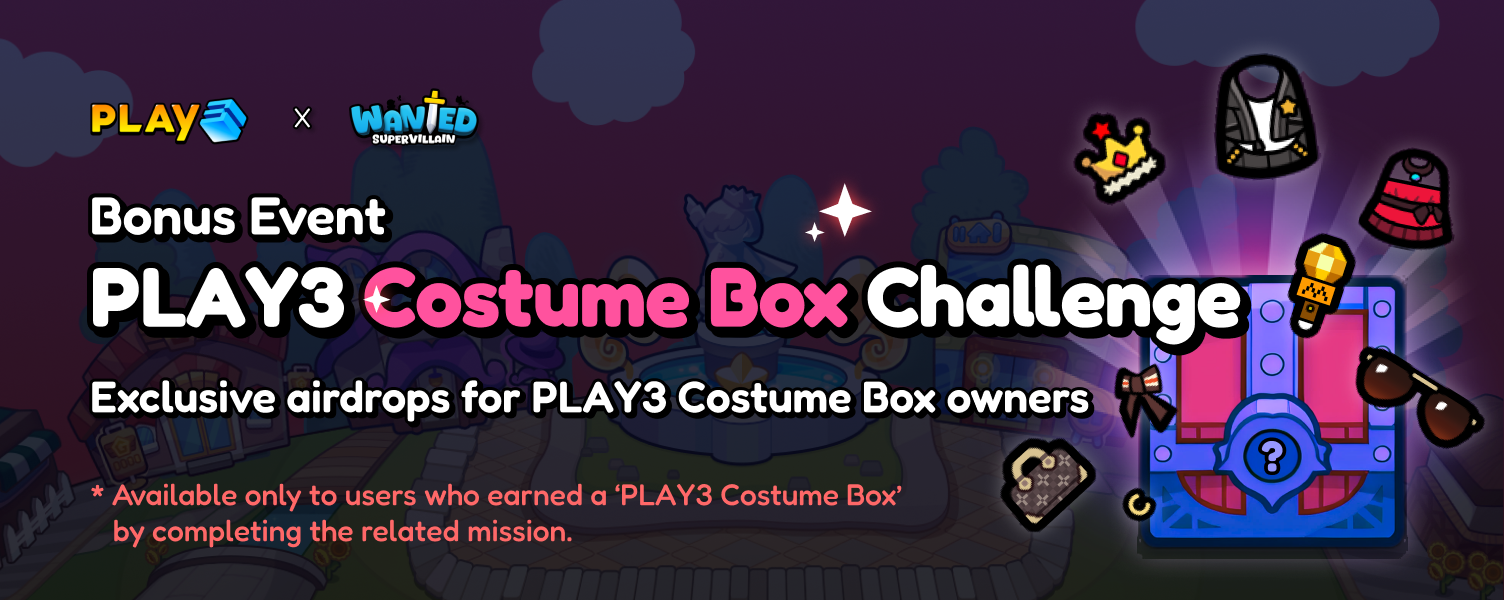 PLAY3 X WANTED
SUPERVILLAIN
Bonus Event
PLAY3 Costume Box Challenge
Exclusive airdrops for PLAY3 Costume Box owners
* Available only to users who earned a ‘PLAY3 Costume Box’
by completing the related mission.
?